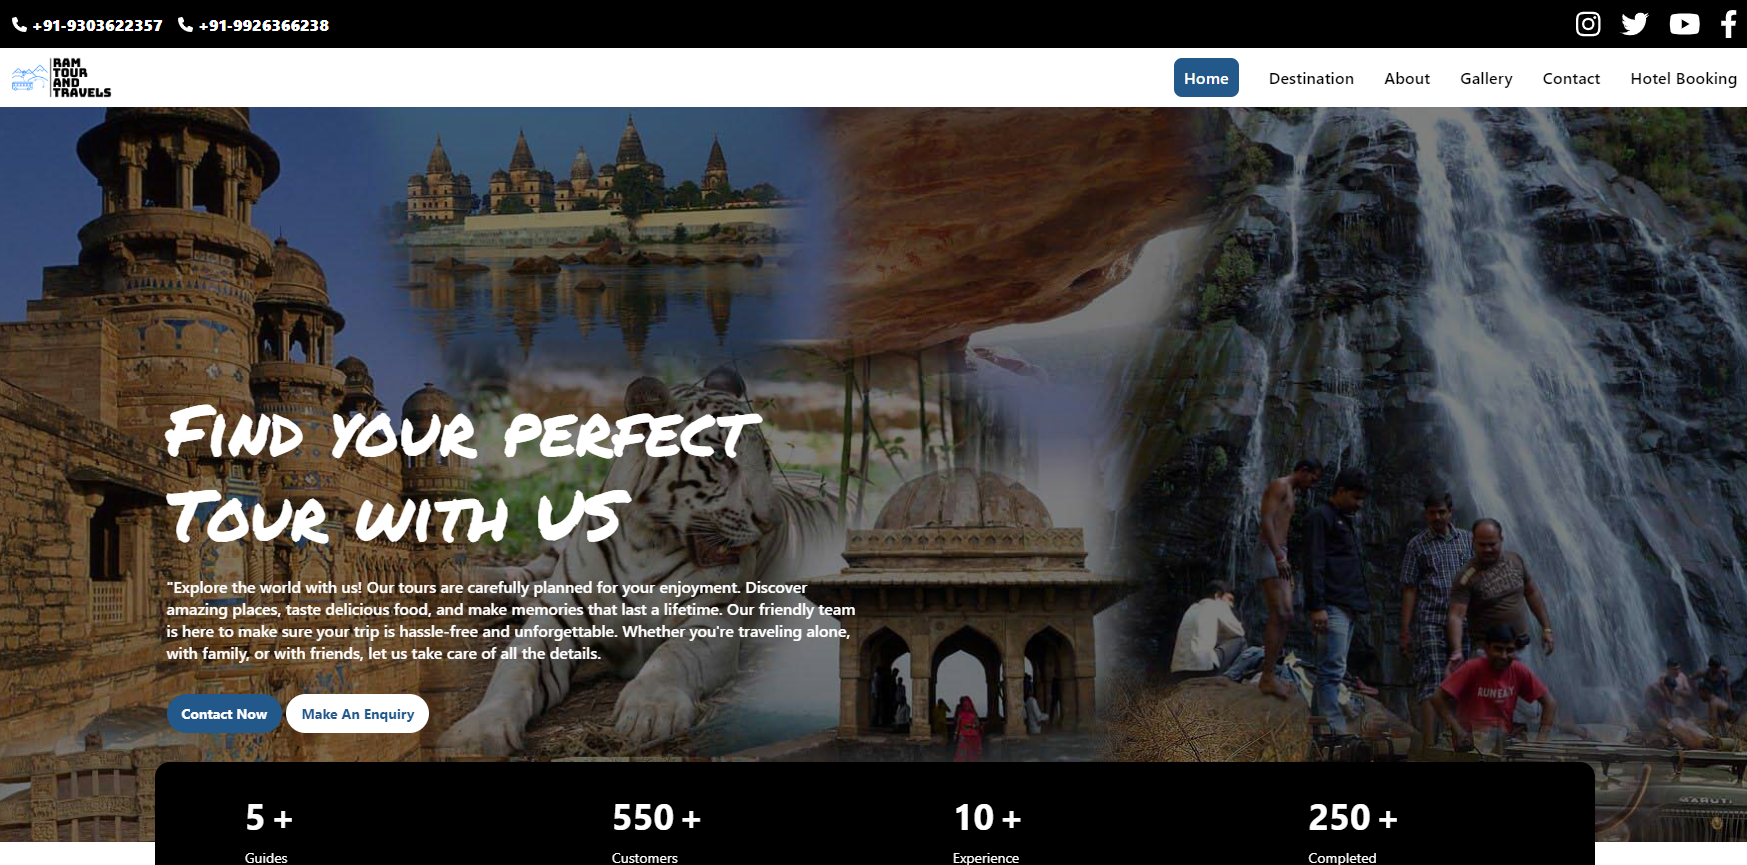 +91-9303622357 +91-9926366238
RAM
TOUR
AND
TRAVELS
Home Destination About Gallery Contact Hotel Booking
Find your perfect
Tour with US
"Explore the world with us! Our tours are carefully planned for your enjoyment. Discover
amazing places, taste delicious food, and make memories that last a lifetime. Our friendly team
is here to make sure your trip is hassle-free and unforgettable. Whether you're traveling alone,
with family, or with friends, let us take care of all the details.
Contact Now Make An Enquiry
RUNEAY
MARUTI
5 + 550 + 10 + 250 +
Guides Customers Experience Completed